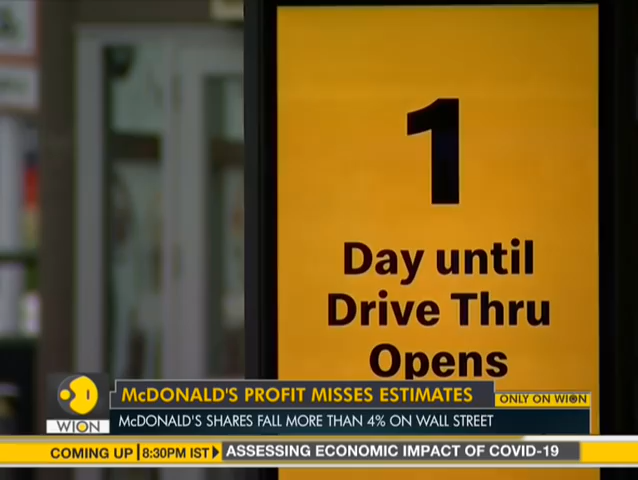 1
Day until
Drive Thru
Opens
McDONALD'S PROFIT MISSES ESTIMATES
ONLY ON WION
McDONALD'S SHARES FALL MORE THAN 4% ON WALL STREET
WION
COMING UP 8:30PM IST ASSESSING ECONOMIC IMPACT OF COVID-19